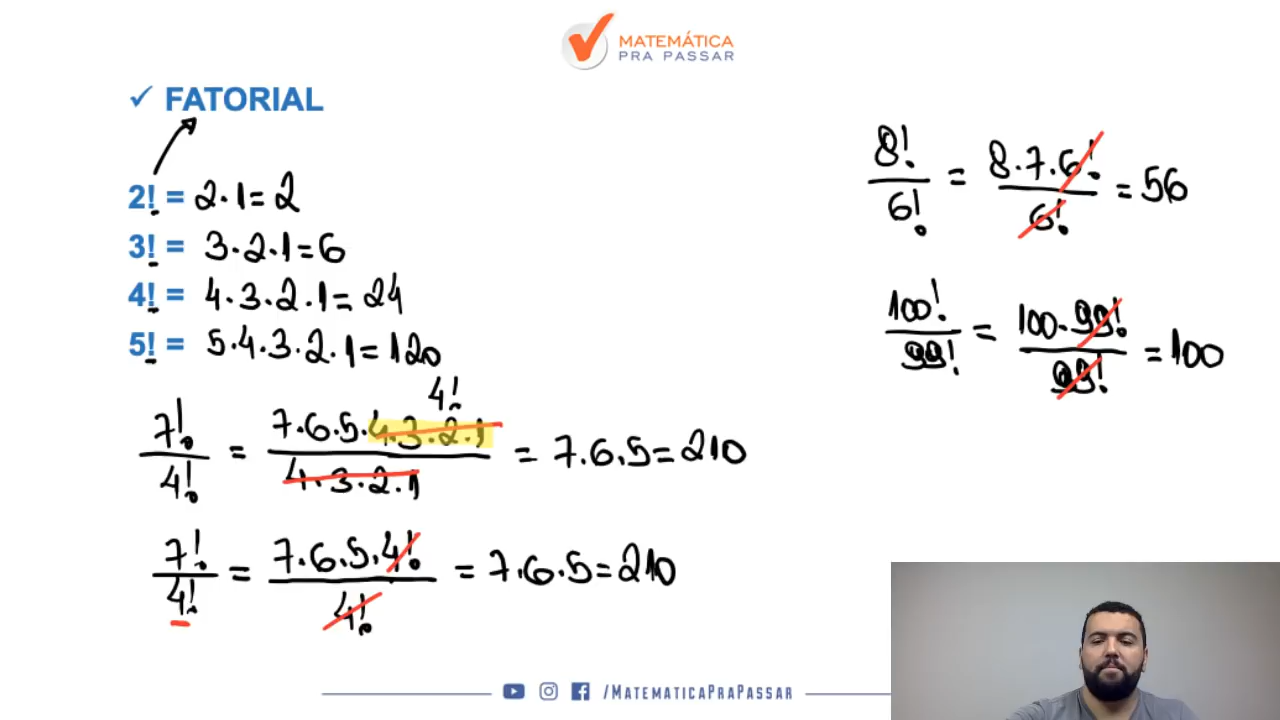 MATEMÁTICA
PRA PASSAR
✓ FATORIAL
2! = 2·1=2
3! = 3·2·1=6
4! = 4·3·2·1= 24
5! = 5·4·3·2·1=120
4!
7!/4! = 7·6·5·4·3·2·1/4·3·2·1 = 7·6·5=210
7!/4! = 7·6·5·4!/4! = 7·6·5=210
8!/6! = 8·7·6!/6! = 56
100!/99! = 100·99!/99! = 100
/MATEMATICAPRAPASSAR